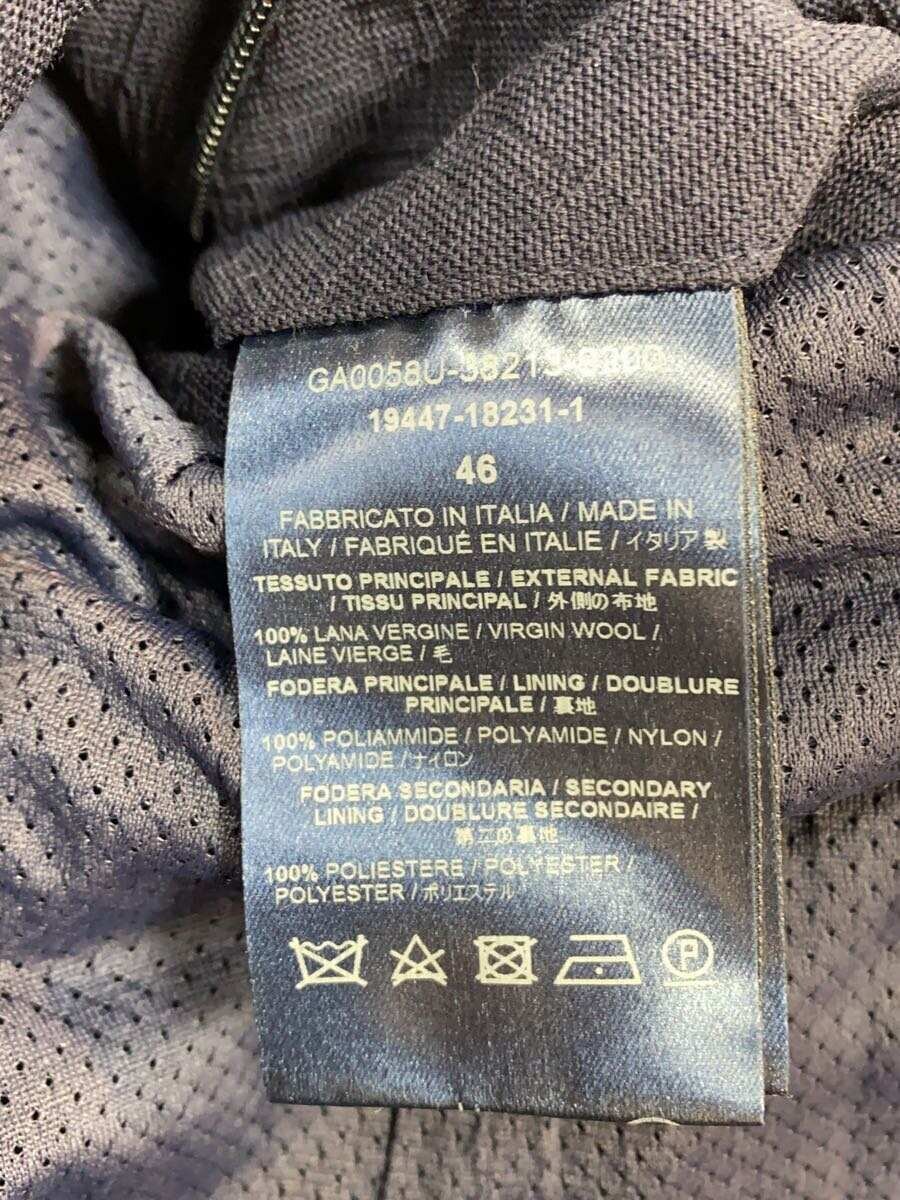 GA0058U-38213-9300
19447-18231-1
46
FABBRICATO IN ITALIA / MADE IN
ITALY / FABRIQUÉ EN ITALIE / イタリア製
TESSUTO PRINCIPALE / EXTERNAL FABRIC
/ TISSU PRINCIPAL / 外側の布地
100% LANA VERGINE / VIRGIN WOOL /
LAINE VIERGE / 毛
FODERA PRINCIPALE / LINING / DOUBLURE
PRINCIPALE / 裏地
100% POLIAMMIDE / POLYAMIDE / NYLON /
POLYAMIDE / ナイロン
FODERA SECONDARIA / SECONDARY
LINING / DOUBLURE SECONDAIRE /
第二の裏地
100% POLIESTERE / POLYESTER /
POLYESTER / ポリエステル
P